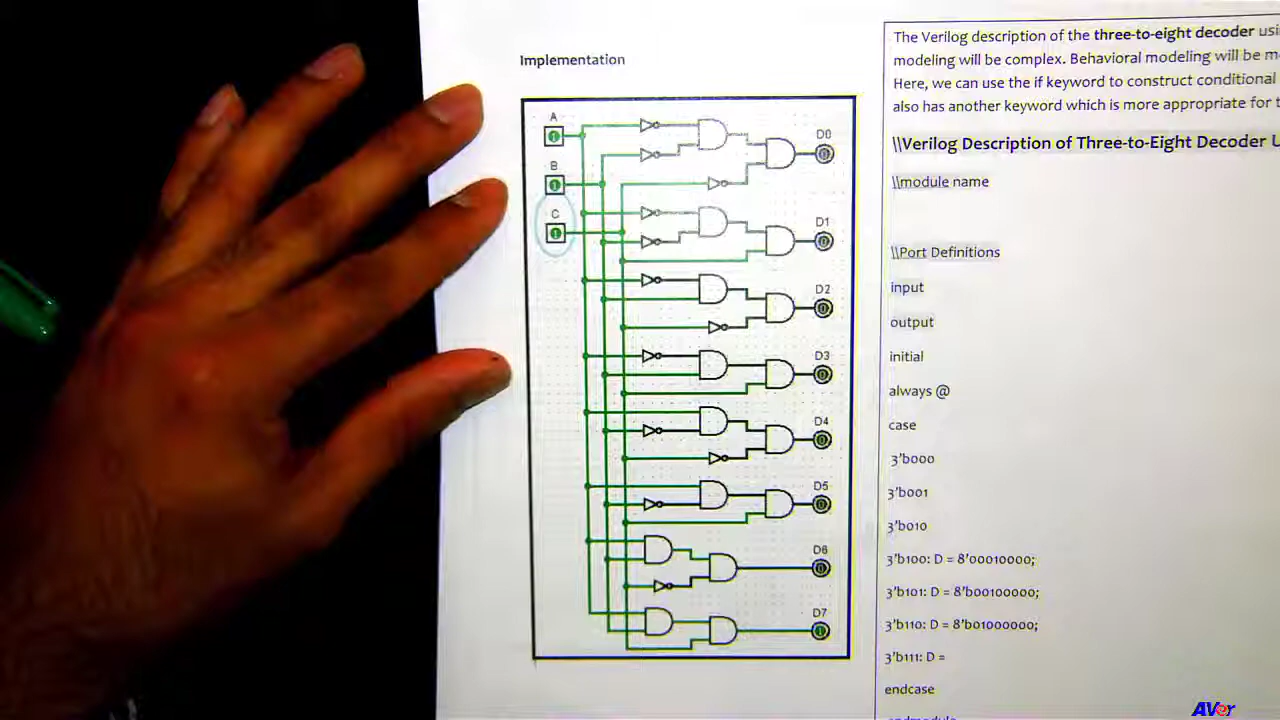 Implementation
A
B
C
D0
D1
D2
D3
D4
D5
D6
D7
The Verilog description of the three-to-eight decoder
modeling will be complex. Behavioral modeling will be
Here, we can use the if keyword to construct conditional
also has another keyword which is more appropriate for
\\Verilog Description of Three-to-Eight Decoder
\\module name
\\Port Definitions
input
output
initial
always @
case
3'b000
3'b001
3'b010
3'b100: D = 8'00010000;
3'b101: D = 8'b00100000;
3'b110: D = 8'b01000000;
3'b111: D =
endcase
AVer